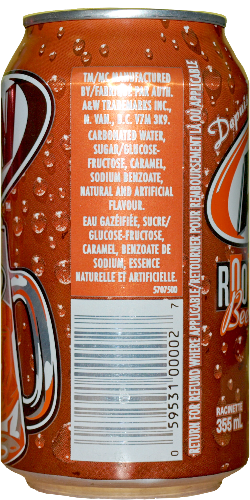 TM/MC MANUFACTURED
BY/FABRIQUÉ PAR AUTH.
A&W TRADEMARKS INC.,
M. VAN., B.C. V7M 3K9.
CARBONATED WATER,
SUGAR/GLUCOSE-
FRUCTOSE, CARAMEL,
SODIUM BENZOATE,
NATURAL AND ARTIFICIAL
FLAVOUR.
EAU GAZÉIFIÉE, SUCRE/
GLUCOSE-FRUCTOSE,
CARAMEL, BENZOATE DE
SODIUM, ESSENCE
NATURELLE ET ARTIFICIELLE.
5707500
0 59531 00002 7
RETURN FOR REFUND WHERE APPLICABLE/RETOURNER POUR REMBOURSEMENT LÀ OÙ APPLICABLE
Depui
ROO
Bee
RACINETTE
355 mL